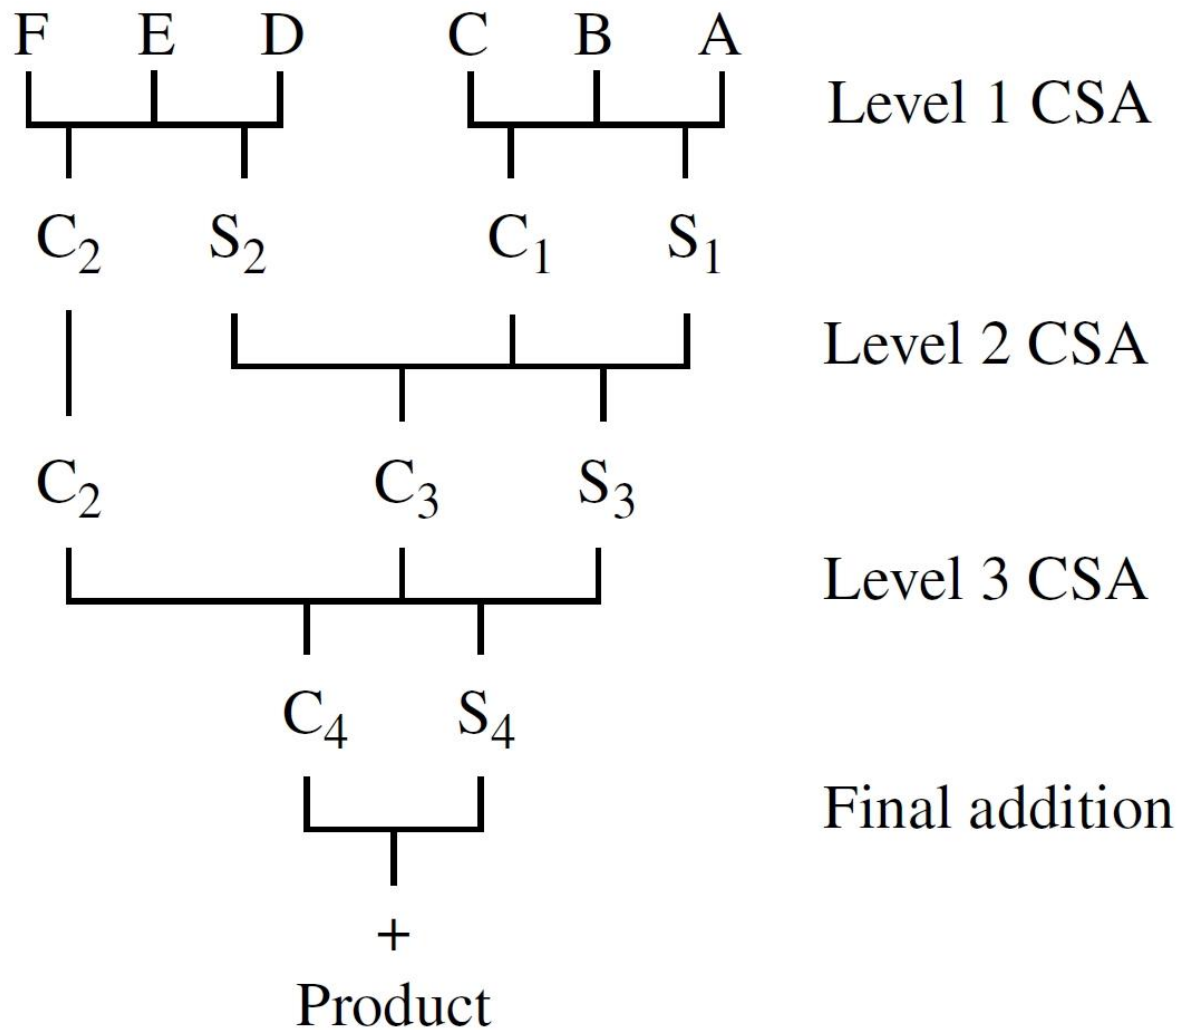 F E D C B A
Level 1 CSA
C₂ S₂ C₁ S₁
Level 2 CSA
C₂ C₃ S₃
Level 3 CSA
C₄ S₄
Final addition
+
Product